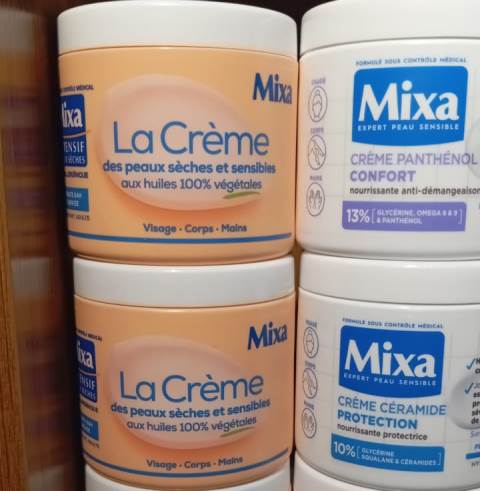 Mixa
La Crème
des peaux sèches et sensibles
aux huiles 100% végétales
Visage • Corps • Mains
FORMULE SOUS CONTRÔLE MÉDICAL
Mixa
EXPERT PEAU SENSIBLE
CRÈME PANTHÉNOL
CONFORT
nourrissante anti-démangeaison
13% GLYCÉRINE, OMEGA 6 & 9
& PANTHÉNOL
Mixa
La Crème
des peaux sèches et sensibles
aux huiles 100% végétales
Visage • Corps • Mains
FORMULE SOUS CONTRÔLE MÉDICAL
Mixa
EXPERT PEAU SENSIBLE
CRÈME CÉRAMIDE
PROTECTION
nourrissante protectrice
10% GLYCÉRINE
SQUALANE & CÉRAMIDES